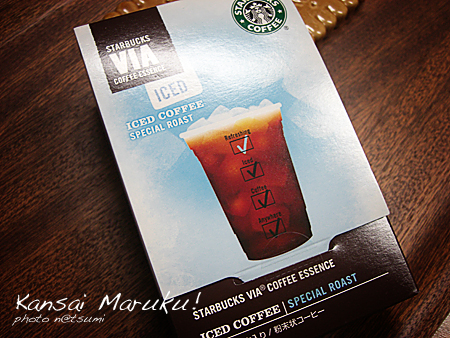 STARBUCKS
VIA
COFFEE ESSENCE
ICED
ICED COFFEE
SPECIAL ROAST
STARBUCKS
COFFEE
Refreshing
Iced
Coffee
Anywhere
STARBUCKS VIA® COFFEE ESSENCE
ICED COFFEE | SPECIAL ROAST
り / 粉末状コーヒー
Kansai Maruku!
photo n@tsumi